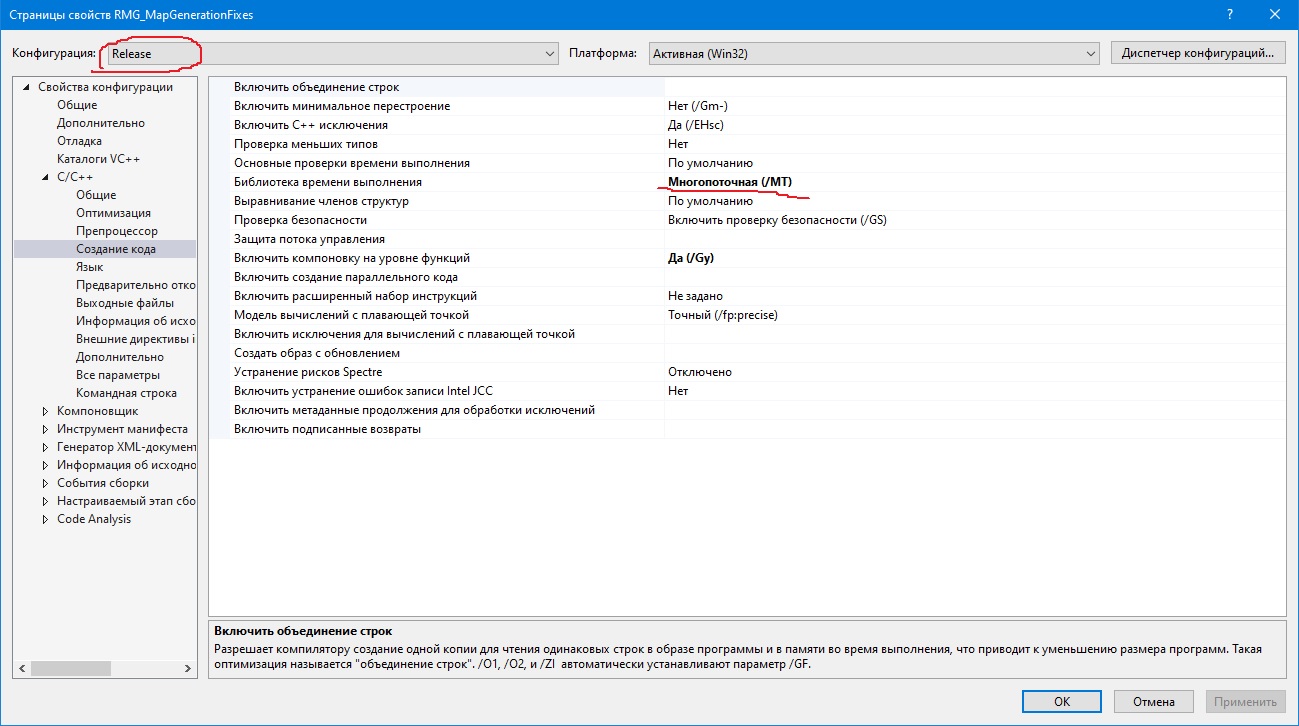 Страницы свойств RMG_MapGenerationFixes
Конфигурация: Release Платформа: Активная (Win32) Диспетчер конфигураций...
Свойства конфигурации
Общие
Дополнительно
Отладка
Каталоги VC++
C/C++
Общие
Оптимизация
Препроцессор
Создание кода
Язык
Предварительно отко
Выходные файлы
Информация об исхо
Внешние директивы i
Дополнительно
Все параметры
Командная строка
Компоновщик
Инструмент манифеста
Генератор XML-документ
Информация об исходно
События сборки
Настраиваемый этап сбо
Code Analysis
Включить объединение строк
Включить минимальное перестроение Нет (/Gm-)
Включить C++ исключения Да (/EHsc)
Проверка меньших типов Нет
Основные проверки времени выполнения По умолчанию
Библиотека времени выполнения Многопоточная (/MT)
Выравнивание членов структур По умолчанию
Проверка безопасности Включить проверку безопасности (/GS)
Защита потока управления
Включить компоновку на уровне функций Да (/Gy)
Включить создание параллельного кода
Включить расширенный набор инструкций Не задано
Модель вычислений с плавающей точкой Точный (/fp:precise)
Включить исключения для вычислений с плавающей точкой
Создать образ с обновлением
Устранение рисков Spectre Отключено
Включить устранение ошибок записи Intel JCC Нет
Включить метаданные продолжения для обработки исключений
Включить подписанные возвраты
Включить объединение строк
Разрешает компилятору создание одной копии для чтения одинаковых строк в образе программы и в памяти во время выполнения, что приводит к уменьшению размера программ. Такая
оптимизация называется "объединение строк". /O1, /O2, и /ZI автоматически устанавливают параметр /GF.
ОК Отмена Применить